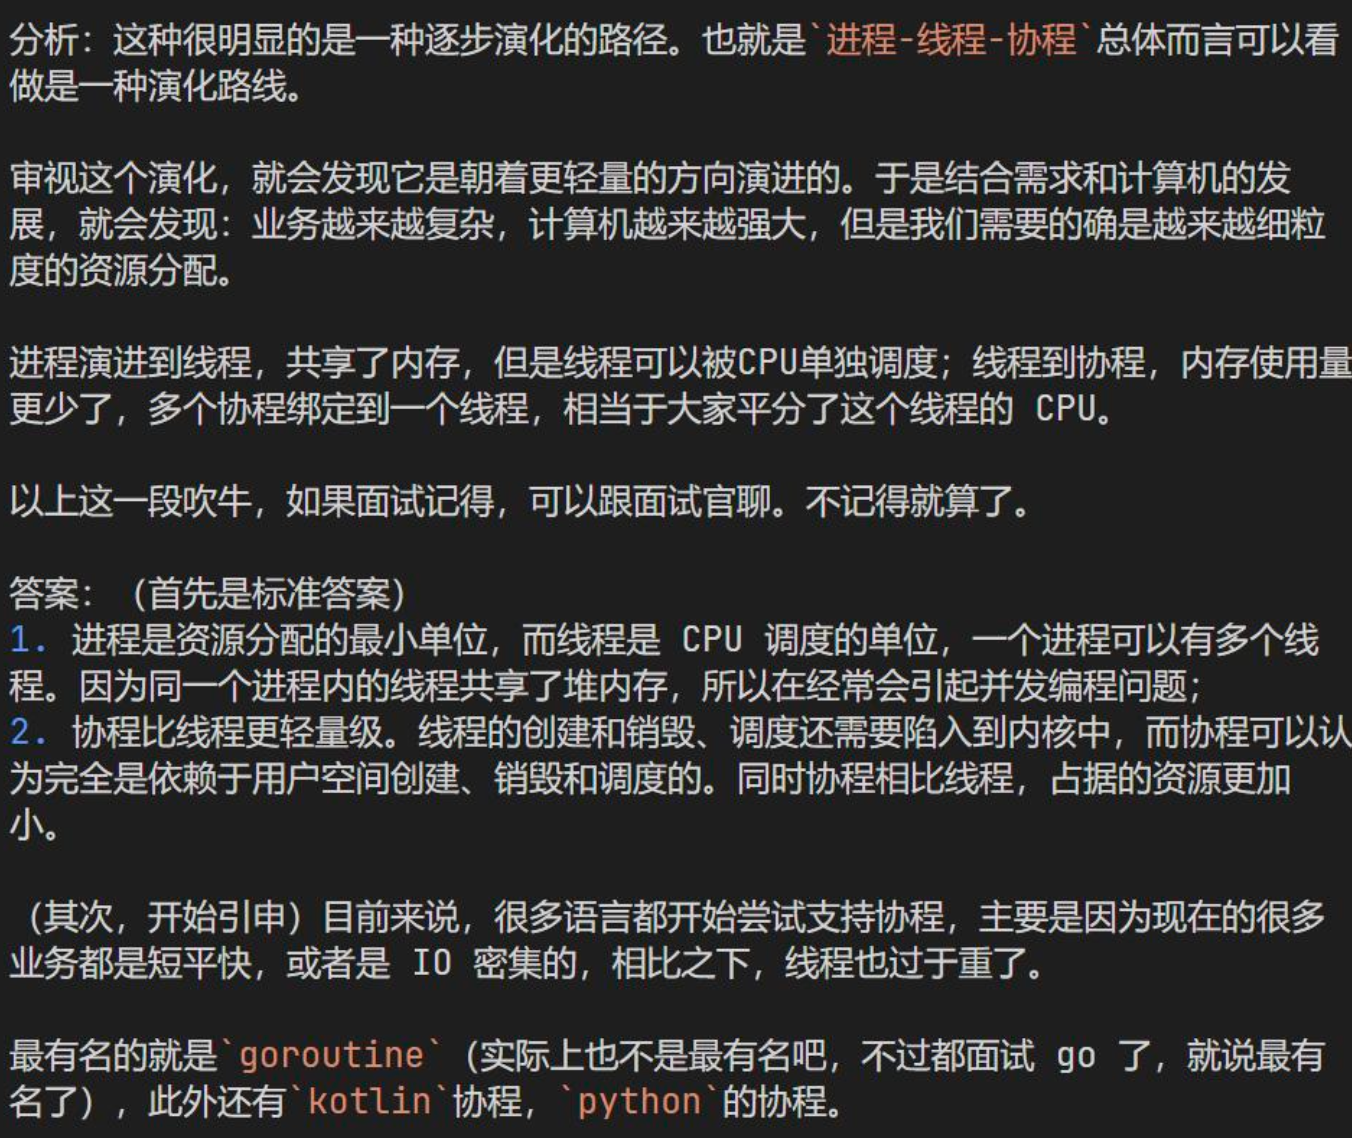 分析：这种很明显的是一种逐步演化的路径。也就是`进程-线程-协程`总体而言可以看
做是一种演化路线。
审视这个演化，就会发现它是朝着更轻量的方向演进的。于是结合需求和计算机的发
展，就会发现：业务越来越复杂，计算机越来越强大，但是我们需要的确是越来越细粒
度的资源分配。
进程演进到线程，共享了内存，但是线程可以被CPU单独调度；线程到协程，内存使用量
更少了，多个协程绑定到一个线程，相当于大家平分了这个线程的 CPU。
以上这一段吹牛，如果面试记得，可以跟面试官聊。不记得就算了。
答案：（首先是标准答案）
1. 进程是资源分配的最小单位，而线程是 CPU 调度的单位，一个进程可以有多个线
程。因为同一个进程内的线程共享了堆内存，所以在经常会引起并发编程问题；
2. 协程比线程更轻量级。线程的创建和销毁、调度还需要陷入到内核中，而协程可以认
为完全是依赖于用户空间创建、销毁和调度的。同时协程相比线程，占据的资源更加
小。
（其次，开始引申）目前来说，很多语言都开始尝试支持协程，主要是因为现在的很多
业务都是短平快，或者是 IO 密集的，相比之下，线程也过于重了。
最有名的就是`goroutine`（实际上也不是最有名吧，不过都面试 go 了，就说最有
名了），此外还有`kotlin`协程，`python`的协程。